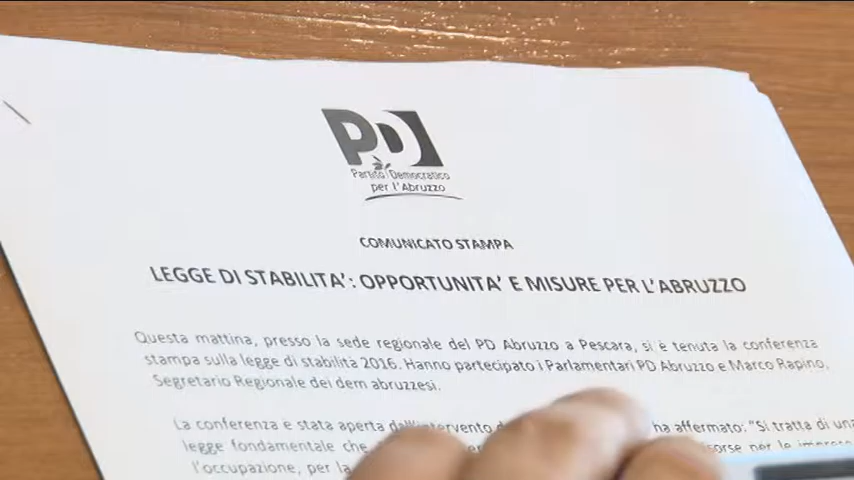 PD
Partito Democratico
per l'Abruzzo
COMUNICATO STAMPA
LEGGE DI STABILITA': OPPORTUNITA' E MISURE PER L'ABRUZZO
Questa mattina, presso la sede regionale del PD Abruzzo a Pescara, si è tenuta la conferenza
stampa sulla legge di stabilità 2016. Hanno partecipato i Parlamentari PD Abruzzo e Marco Rapino,
Segretario Regionale dei dem abruzzesi.
La conferenza è stata aperta dall'intervento ha affermato: "Si tratta di una
legge fondamentale che per le imprese
l'occupazione, per la